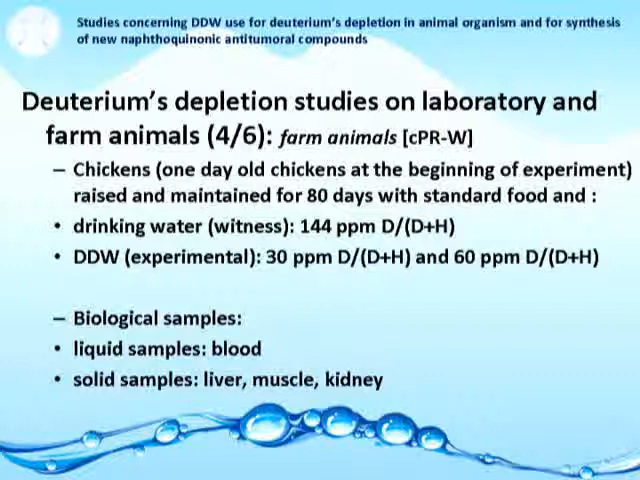 Studies concerning DDW use for deuterium's depletion in animal organism and for synthesis
of new naphthoquinonic antitumoral compounds
Deuterium's depletion studies on laboratory and
farm animals (4/6): farm animals [cPR-W]
– Chickens (one day old chickens at the beginning of experiment)
raised and maintained for 80 days with standard food and :
• drinking water (witness): 144 ppm D/(D+H)
• DDW (experimental): 30 ppm D/(D+H) and 60 ppm D/(D+H)
– Biological samples:
• liquid samples: blood
• solid samples: liver, muscle, kidney